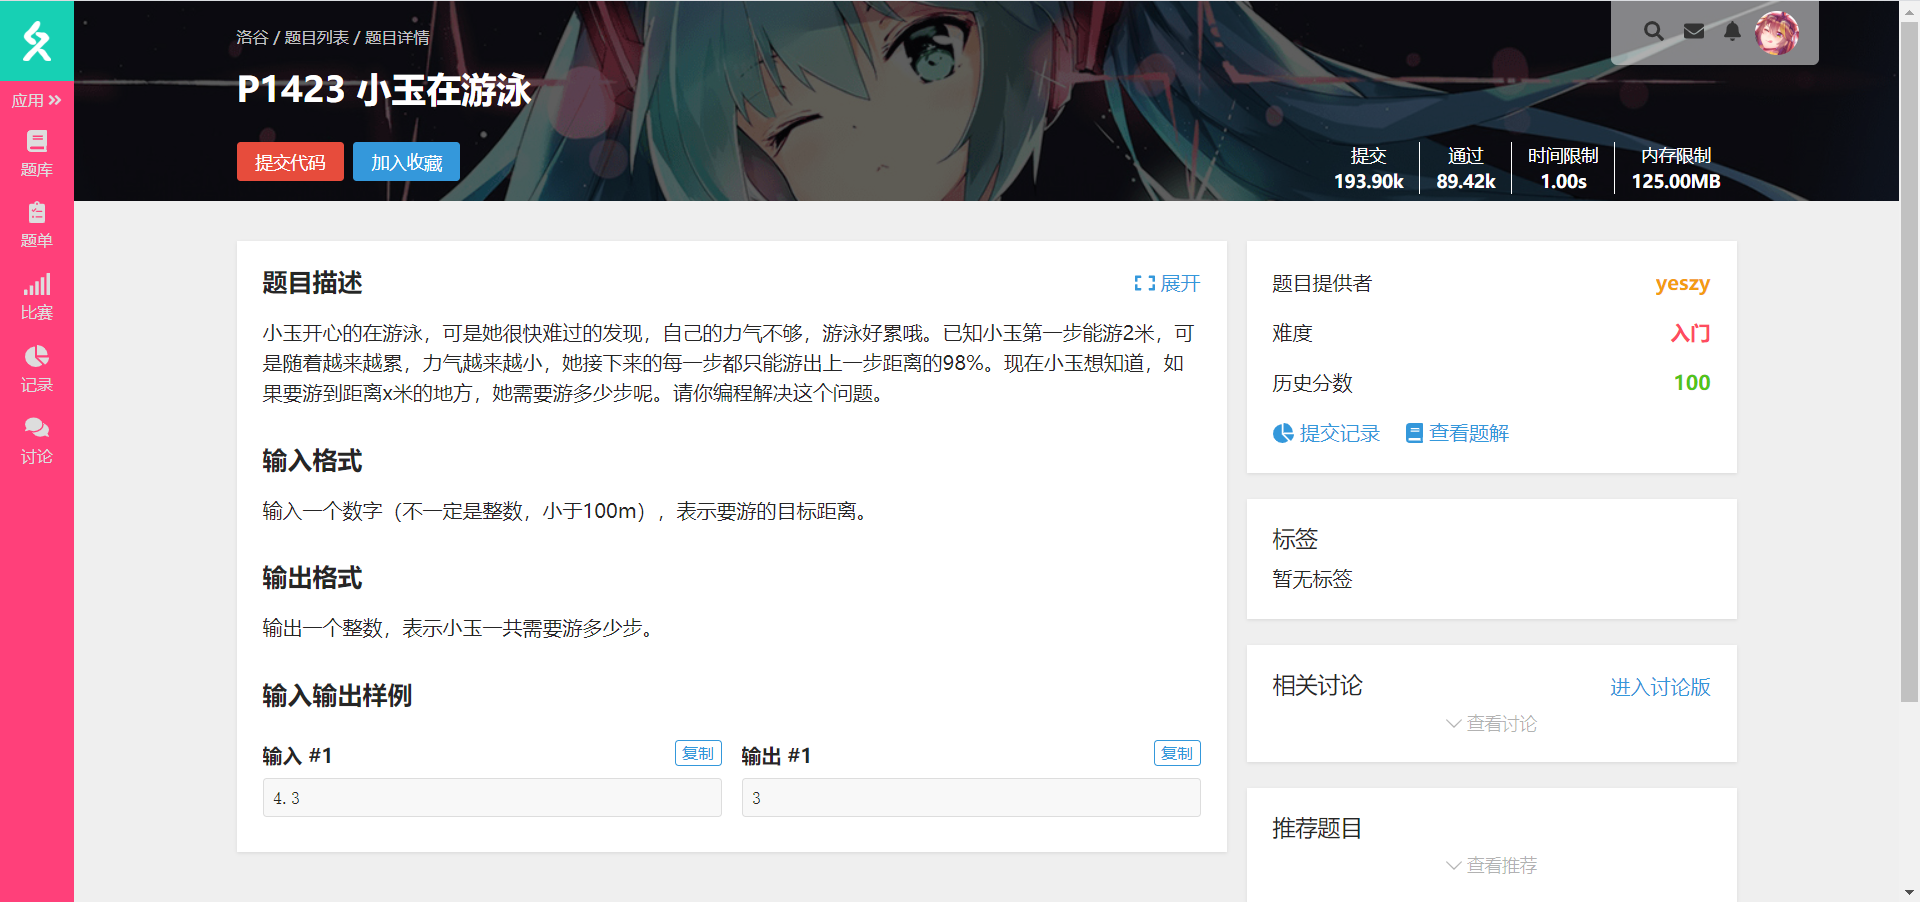 洛谷 / 题目列表 / 题目详情
P1423 小玉在游泳
提交代码
加入收藏
提交
193.90k
通过
89.42k
时间限制
1.00s
内存限制
125.00MB
应用
题库
题单
比赛
记录
讨论
题目描述
展开
小玉开心的在游泳，可是她很快难过的发现，自己的力气不够，游泳好累哦。已知小玉第一步能游2米，可
是随着越来越累，力气越来越小，她接下来的每一步都只能游出上一步距离的98%。现在小玉想知道，如
果要游到距离x米的地方，她需要游多少步呢。请你编程解决这个问题。
输入格式
输入一个数字（不一定是整数，小于100m），表示要游的目标距离。
输出格式
输出一个整数，表示小玉一共需要游多少步。
输入输出样例
输入 #1
复制
4.3
输出 #1
复制
3
题目提供者
yeszy
难度
入门
历史分数
100
提交记录
查看题解
标签
暂无标签
相关讨论
进入讨论版
查看讨论
推荐题目
查看推荐